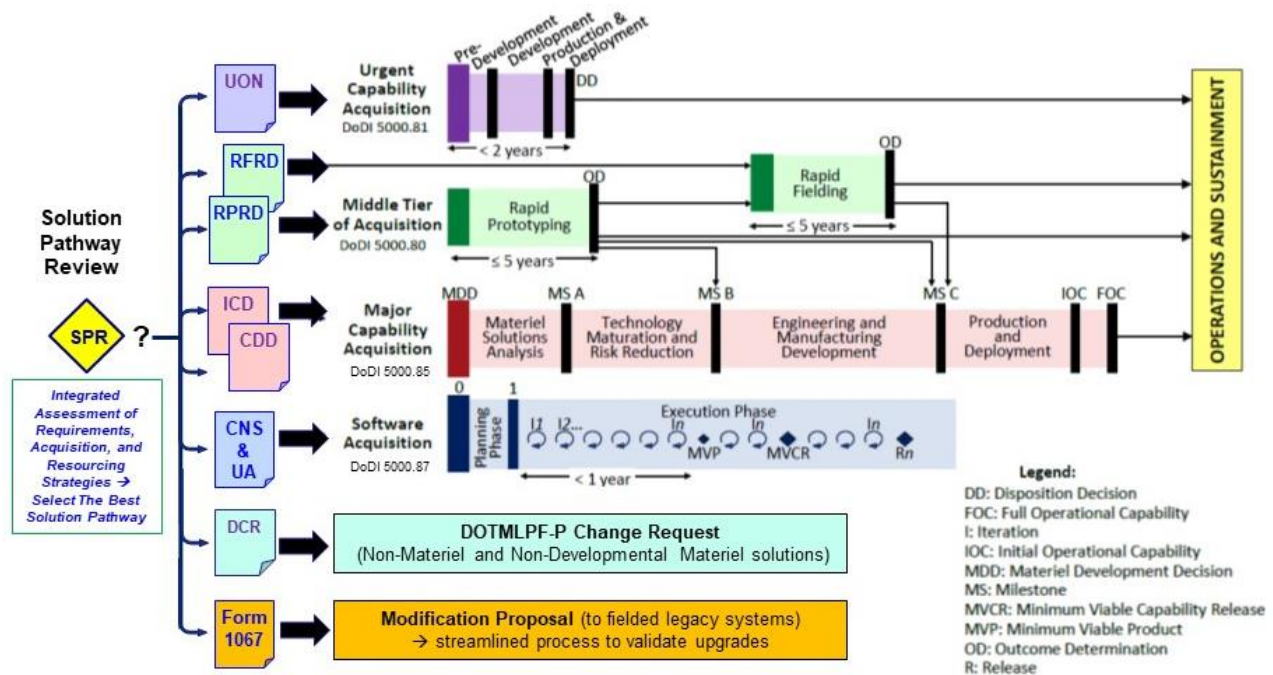 Solution
Pathway
Review
SPR
?
Integrated
Assessment of
Requirements,
Acquisition, and
Resourcing
Strategies →
Select The Best
Solution Pathway
UON
Urgent
Capability
Acquisition
DoDI 5000.81
Pre-
Development
Development
Production &
Deployment
DD
< 2 years
RFRD
RPRD
Middle Tier
of Acquisition
DoDI 5000.80
Rapid
Prototyping
OD
≤ 5 years
Rapid
Fielding
OD
≤ 5 years
ICD
CDD
Major
Capability
Acquisition
DoDI 5000.85
MDD
MS A
MS B
MS C
IOC
FOC
Materiel
Solutions
Analysis
Technology
Maturation and
Risk Reduction
Engineering and
Manufacturing
Development
Production
and
Deployment
CNS
&
UA
Software
Acquisition
DoDI 5000.87
0
1
Planning
Phase
Execution Phase
I1
I2...
In
In
In
MVP
MVCR
Rn
< 1 year
OPERATIONS AND SUSTAINMENT
DCR
DOTMLPF-P Change Request
(Non-Materiel and Non-Developmental Materiel solutions)
Form
1067
Modification Proposal (to fielded legacy systems)
→ streamlined process to validate upgrades
Legend:
DD: Disposition Decision
FOC: Full Operational Capability
I: Iteration
IOC: Initial Operational Capability
MDD: Materiel Development Decision
MS: Milestone
MVCR: Minimum Viable Capability Release
MVP: Minimum Viable Product
OD: Outcome Determination
R: Release